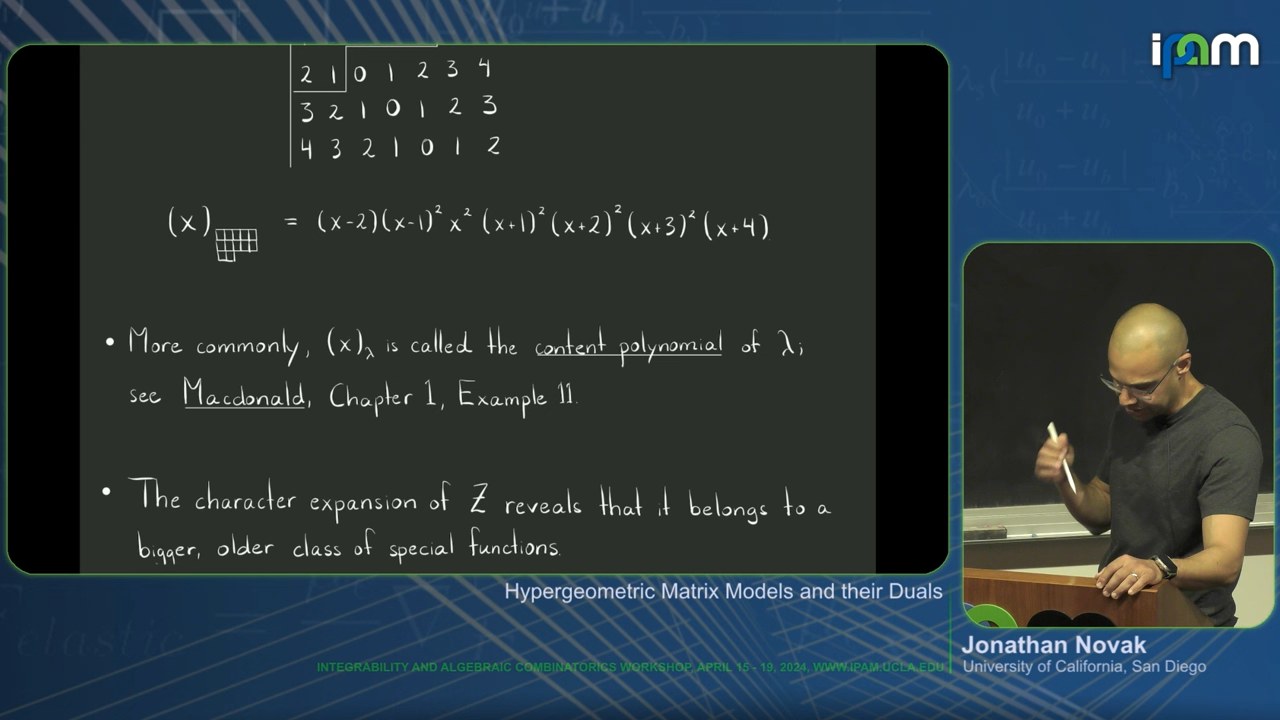 2 1 0 1 2 3 4
3 2 1 0 1 2 3
4 3 2 1 0 1 2
(x) = (x-2)(x-1)² x² (x+1)² (x+2)² (x+3)² (x+4)
• More commonly, (x)_λ is called the content polynomial of λ;
see Macdonald, Chapter 1, Example 11.
• The character expansion of Z reveals that it belongs to a
bigger, older class of special functions.
ipam
Hypergeometric Matrix Models and their Duals
Jonathan Novak
University of California, San Diego
INTEGRABILITY AND ALGEBRAIC COMBINATORICS WORKSHOP, APRIL 15 - 19, 2024, WWW.IPAM.UCLA.EDU
elastic